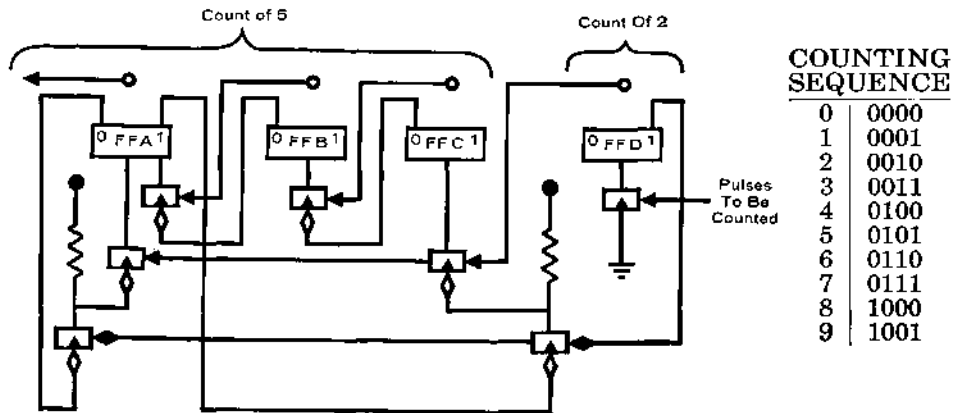 Count of 5
Count Of 2
0 FFA 1
0 FFB 1
0 FFC 1
0 FFD 1
Pulses
To Be
Counted
COUNTING
SEQUENCE
0 0000
1 0001
2 0010
3 0011
4 0100
5 0101
6 0110
7 0111
8 1000
9 1001